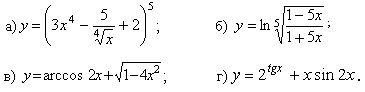 а) y = (3x⁴ − 5/⁴√x + 2)⁵; б) y = ln ⁵√((1−5x)/(1+5x));
в) y=arccos 2x+√(1−4x²); г) y = 2^{tgx} + x sin 2x.